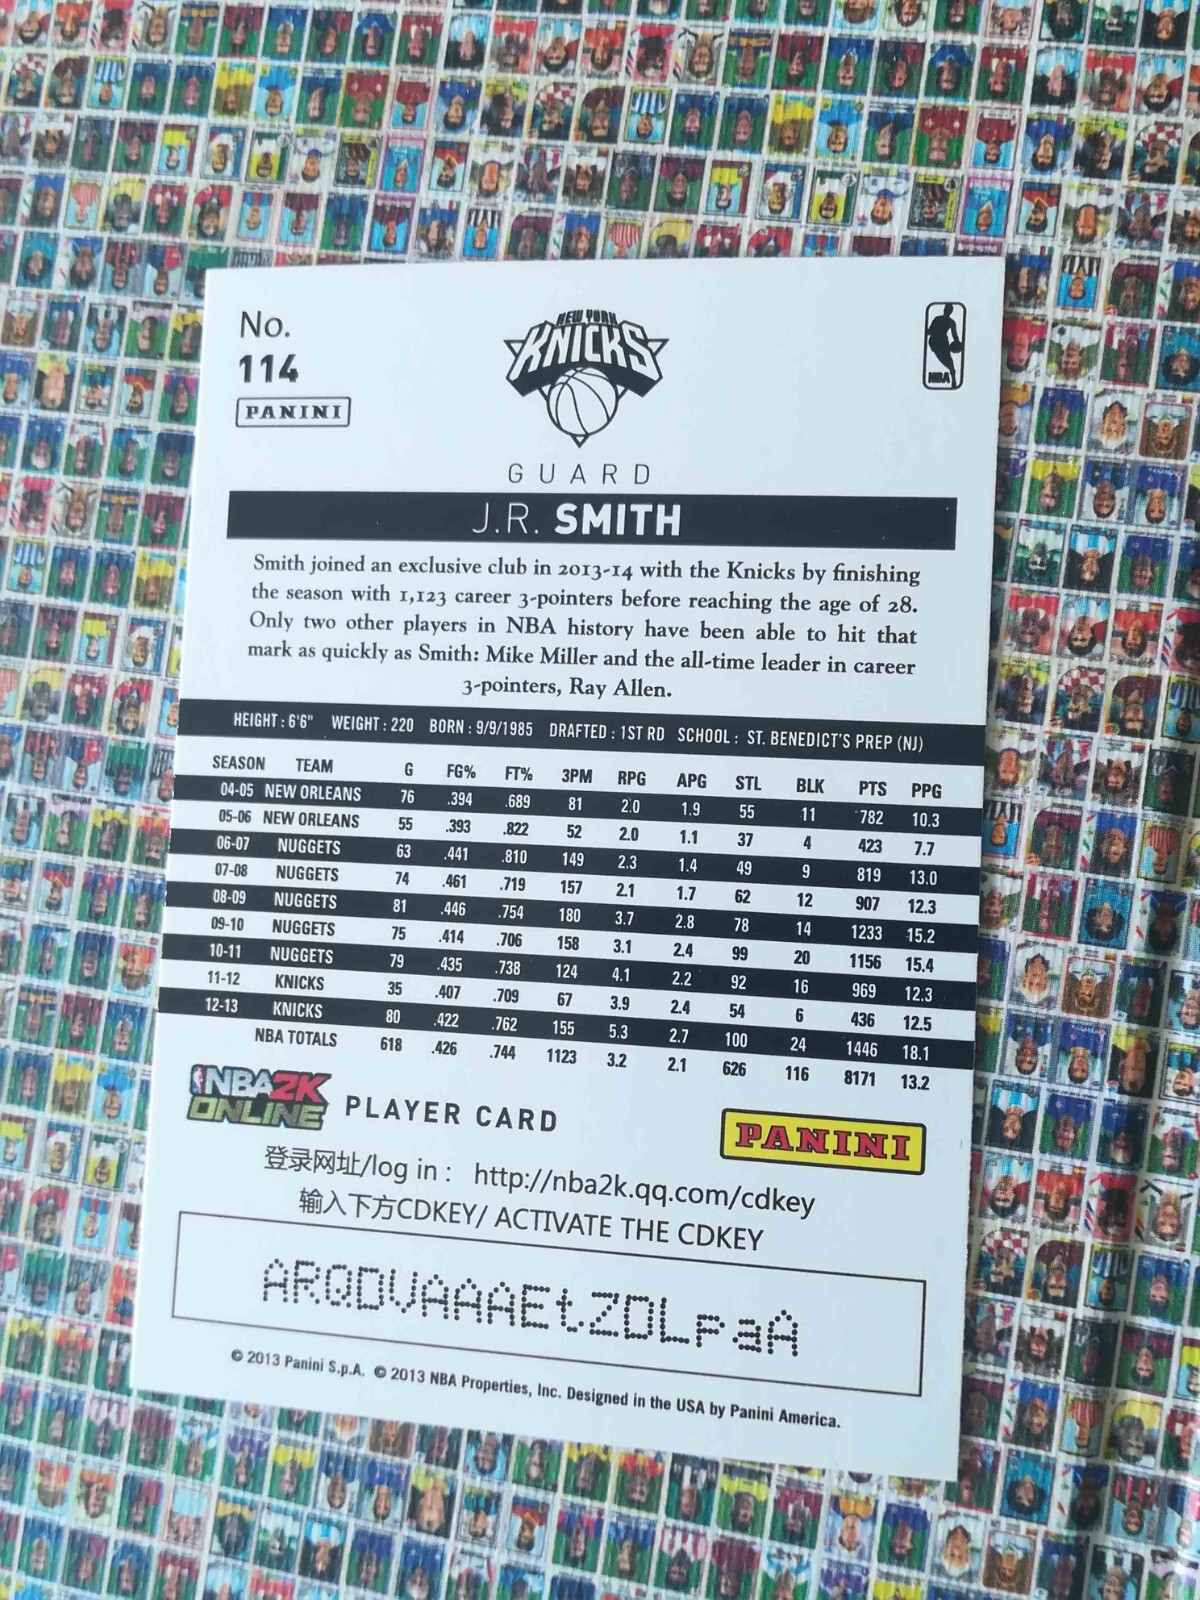 No.
114
PANINI
NEW YORK
KNICKS
NBA
GUARD
J.R. SMITH
Smith joined an exclusive club in 2013-14 with the Knicks by finishing
the season with 1,123 career 3-pointers before reaching the age of 28.
Only two other players in NBA history have been able to hit that
mark as quickly as Smith: Mike Miller and the all-time leader in career
3-pointers, Ray Allen.
HEIGHT : 6'6" WEIGHT : 220 BORN : 9/9/1985 DRAFTED : 1ST RD SCHOOL : ST. BENEDICT'S PREP (NJ)
SEASON TEAM G FG% FT% 3PM RPG APG STL BLK PTS PPG
04-05 NEW ORLEANS 76 .394 .689 81 2.0 1.9 55 11 782 10.3
05-06 NEW ORLEANS 55 .393 .822 52 2.0 1.1 37 4 423 7.7
06-07 NUGGETS 63 .441 .810 149 2.3 1.4 49 9 819 13.0
07-08 NUGGETS 74 .461 .719 157 2.1 1.7 62 12 907 12.3
08-09 NUGGETS 81 .446 .754 180 3.7 2.8 78 14 1233 15.2
09-10 NUGGETS 75 .414 .706 158 3.1 2.4 99 20 1156 15.4
10-11 NUGGETS 79 .435 .738 124 4.1 2.2 92 16 969 12.3
11-12 KNICKS 35 .407 .709 67 3.9 2.4 54 6 436 12.5
12-13 KNICKS 80 .422 .762 155 5.3 2.7 100 24 1446 18.1
NBA TOTALS 618 .426 .744 1123 3.2 2.1 626 116 8171 13.2
NBA2K
ONLINE
PLAYER CARD
PANINI
登录网址/log in : http://nba2k.qq.com/cdkey
输入下方CDKEY/ ACTIVATE THE CDKEY
ARQDVAAAEtZDLpaA
© 2013 Panini S.p.A. © 2013 NBA Properties, Inc. Designed in the USA by Panini America.